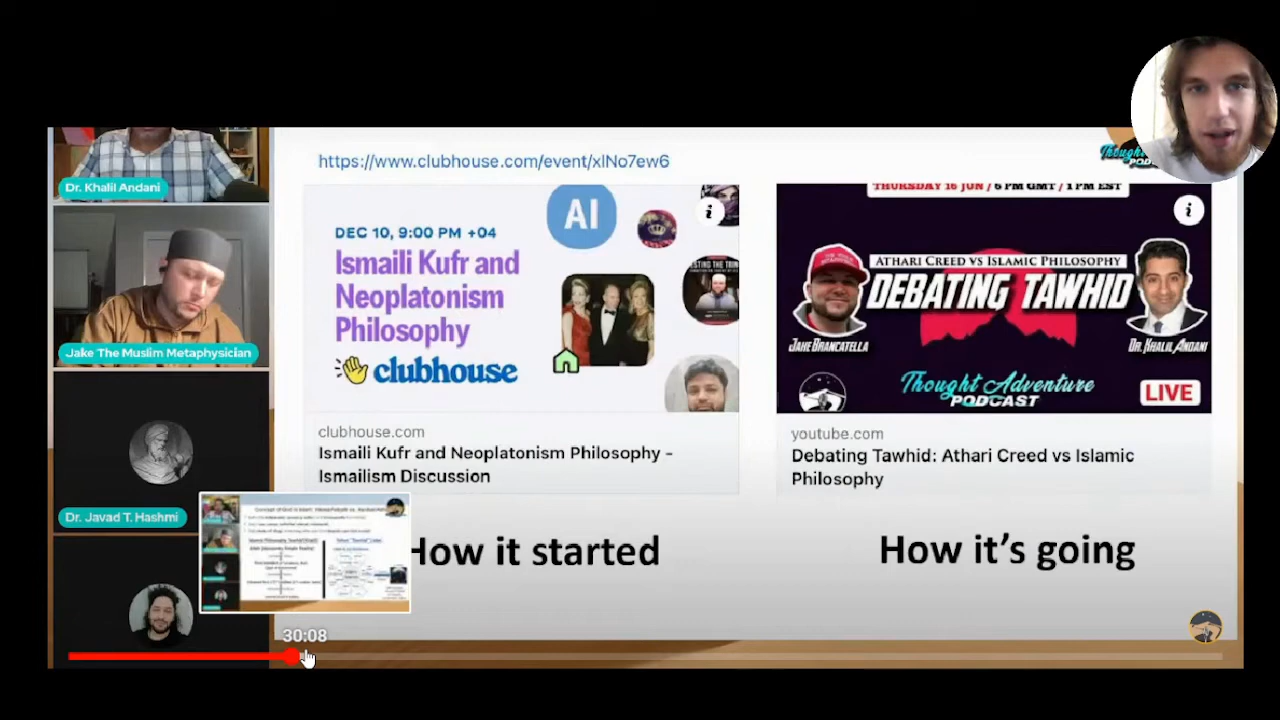 https://www.clubhouse.com/event/xlNo7ew6
Thought
PODC
Dr. Khalil Andani
Jake The Muslim Metaphysician
Dr. Javad T. Hashmi
DEC 10, 9:00 PM +04
Ismaili Kufr and
Neoplatonism
Philosophy
clubhouse
AI
clubhouse.com
Ismaili Kufr and Neoplatonism Philosophy -
Ismailism Discussion
THURSDAY 16 JUN / 6 PM GMT / 1 PM EST
ATHARI CREED VS ISLAMIC PHILOSOPHY
DEBATING TAWHID
JAKE BRANCATELLA
DR. KHALIL ANDANI
Thought Adventure
PODCAST
LIVE
youtube.com
Debating Tawhid: Athari Creed vs Islamic
Philosophy
How it started
How it's going
30:08